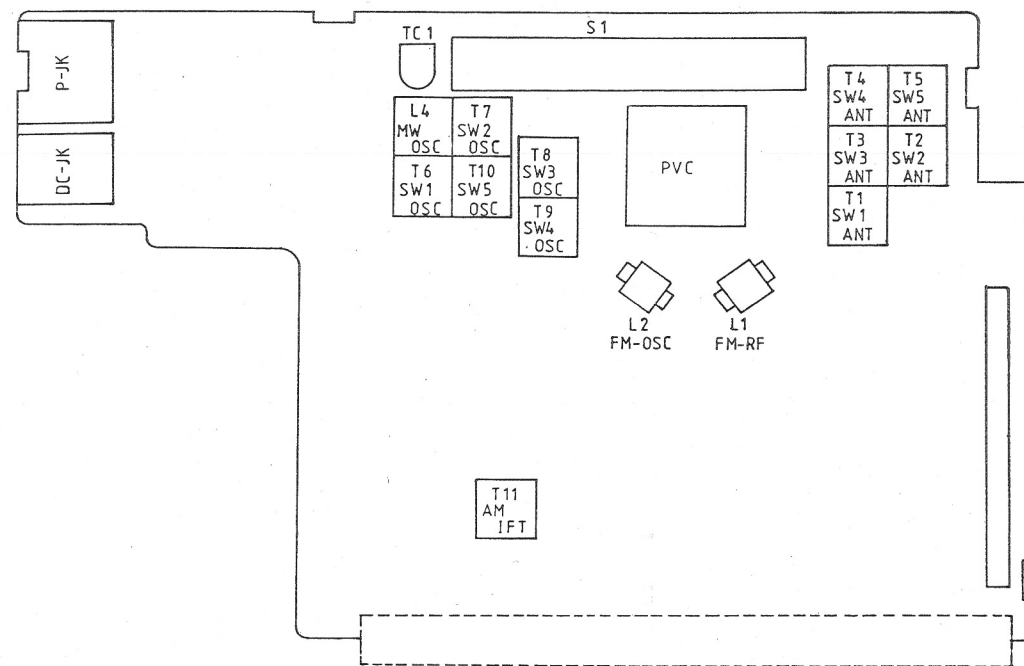 P-JK
DC-JK
TC1
S1
L4
MW
OSC
T7
SW2
OSC
T6
SW1
OSC
T10
SW5
OSC
T8
SW3
OSC
T9
SW4
OSC
PVC
T4
SW4
ANT
T5
SW5
ANT
T3
SW3
ANT
T2
SW2
ANT
T1
SW1
ANT
L2
FM-OSC
L1
FM-RF
T11
AM
IFT